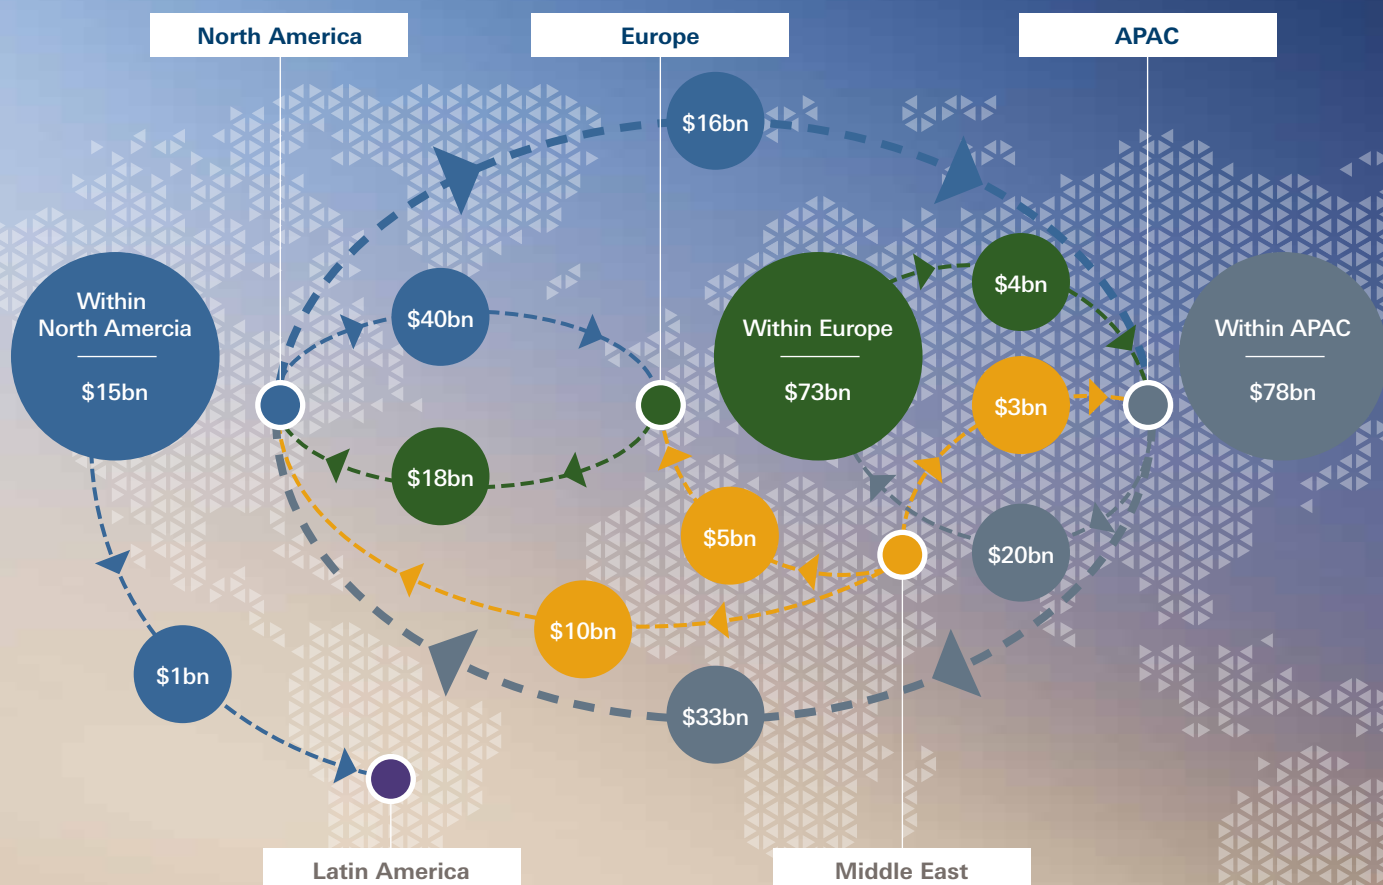 North America
Europe
APAC
$16bn
Within
North Amercia
$15bn
$40bn
Within Europe
$73bn
$4bn
Within APAC
$78bn
$3bn
$18bn
$5bn
$20bn
$10bn
$1bn
$33bn
Latin America
Middle East